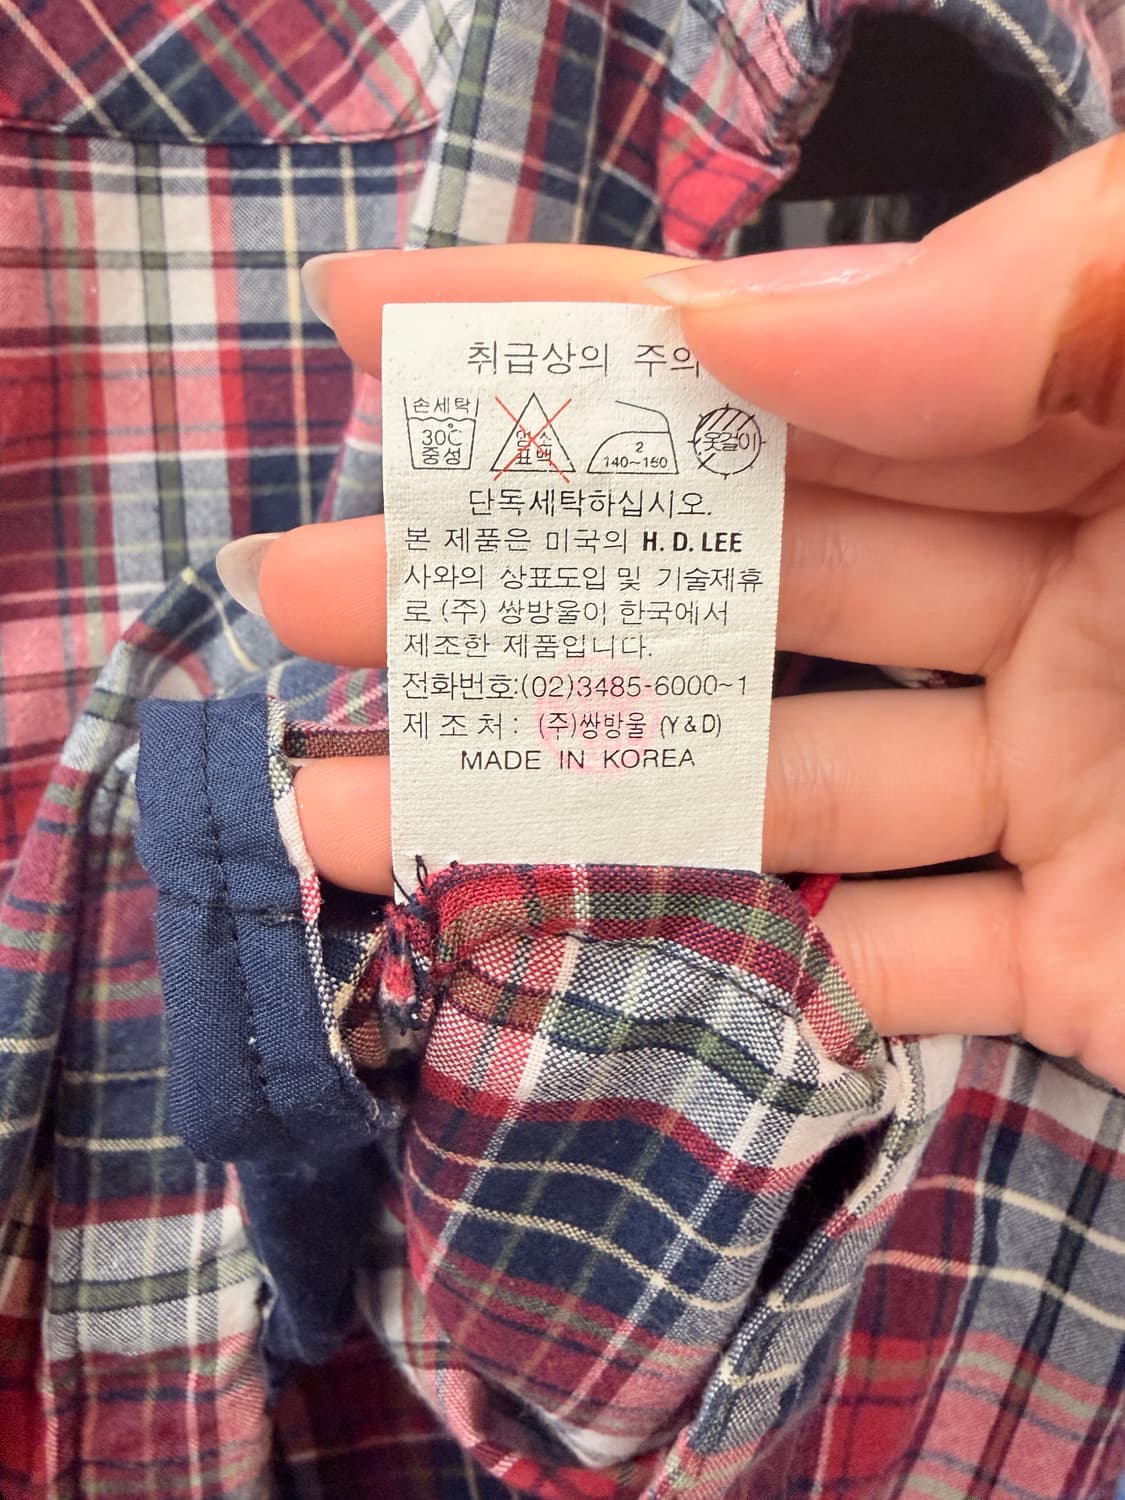 취급상의 주의
손세탁
30℃
중성
염소
표백
2
140~160
옷걸이
단독세탁하십시오.
본 제품은 미국의 H. D. LEE
사와의 상표도입 및 기술제휴
로 (주) 쌍방울이 한국에서
제조한 제품입니다.
전화번호:(02)3485-6000~1
제 조 처 : (주)쌍방울 (Y&D)
MADE IN KOREA